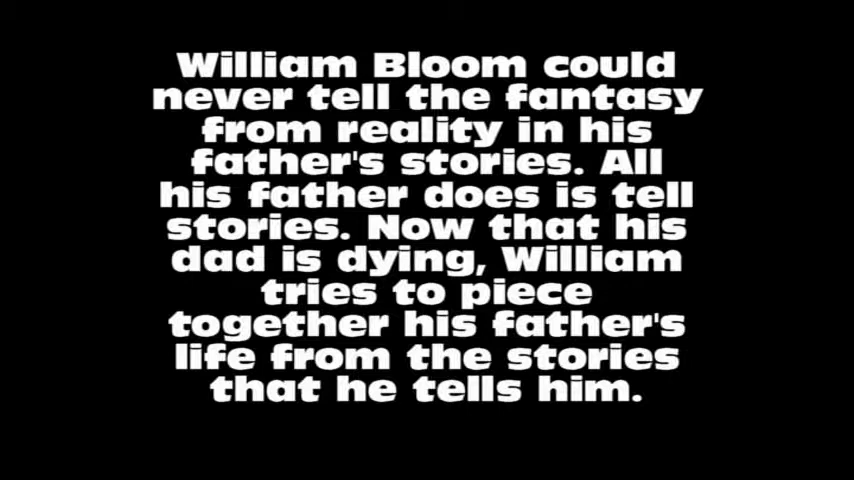 William Bloom could
never tell the fantasy
from reality in his
father's stories. All
his father does is tell
stories. Now that his
dad is dying, William
tries to piece
together his father's
life from the stories
that he tells him.